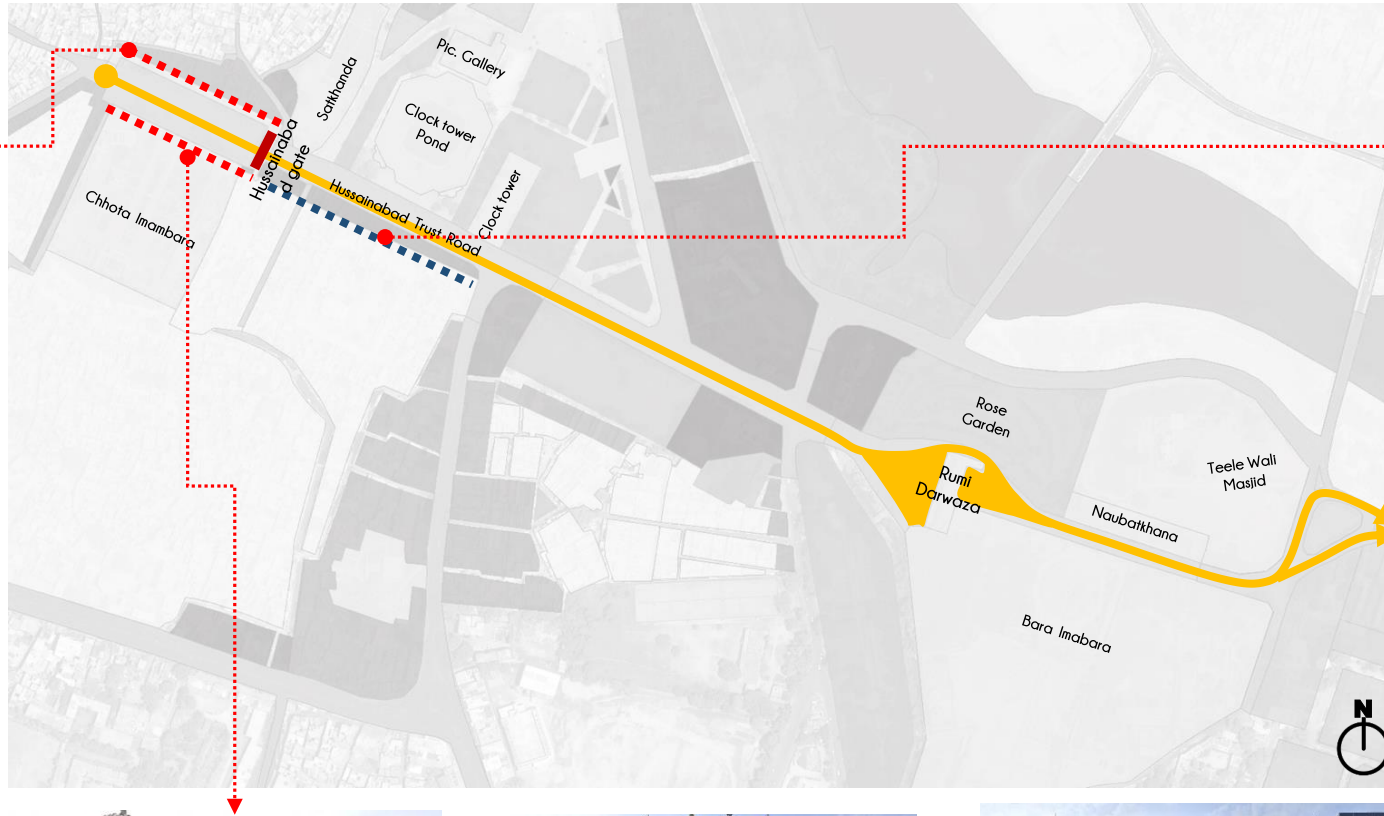 Pic. Gallery
Satkhanda
Clock tower
Pond
Hussainaba
d gate
Clock tower
Hussainabad Trust Road
Chhota Imambara
Rose
Garden
Rumi
Darwaza
Teele Wali
Masjid
Naubatkhana
Bara Imabara
N